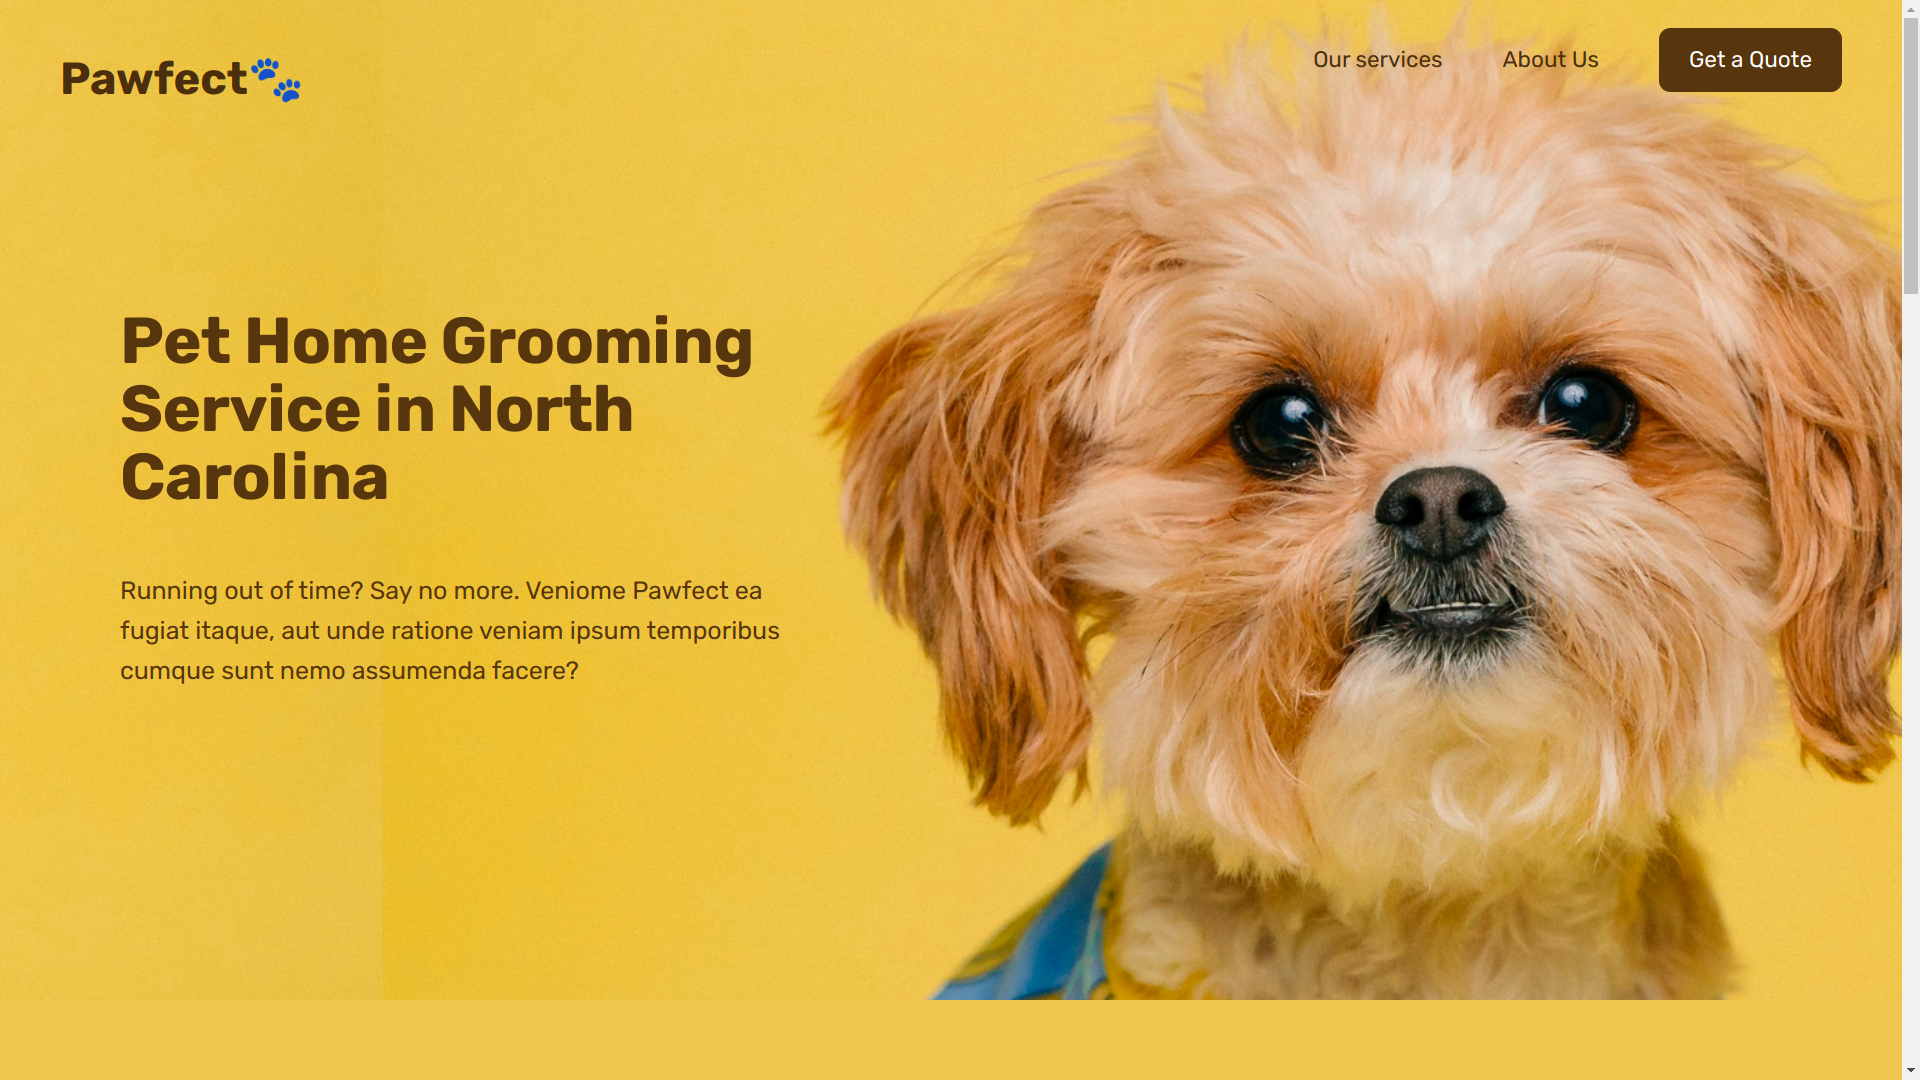 Pawfect
Our services
About Us
Get a Quote
Pet Home Grooming
Service in North
Carolina
Running out of time? Say no more. Veniome Pawfect ea
fugiat itaque, aut unde ratione veniam ipsum temporibus
cumque sunt nemo assumenda facere?